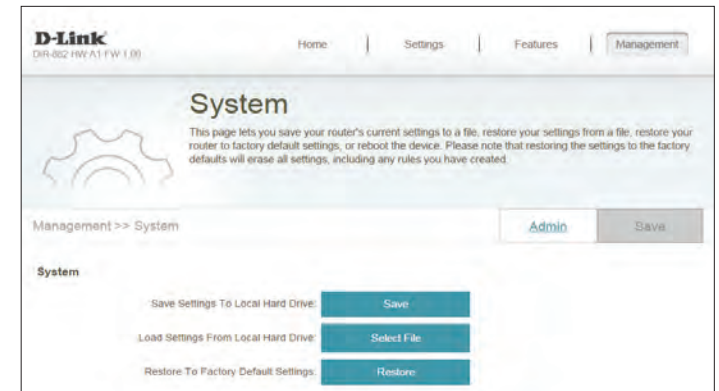 D-Link
DIR-882 HW:A1 FW:1.00
Home | Settings | Features | Management
System
This page lets you save your router's current settings to a file, restore your settings from a file, restore your
router to factory default settings, or reboot the device. Please note that restoring the settings to the factory
defaults will erase all settings, including any rules you have created.
Management >> System
Admin
Save
System
Save Settings To Local Hard Drive: Save
Load Settings From Local Hard Drive: Select File
Restore To Factory Default Settings: Restore